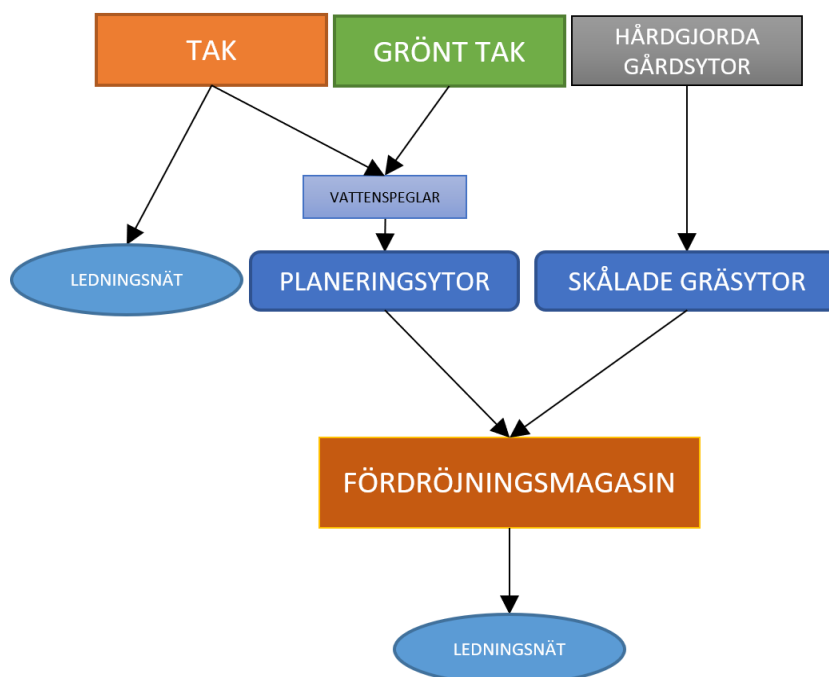 TAK
GRÖNT TAK
HÅRDGJORDA
GÅRDSYTOR
VATTENSPEGLAR
LEDNINGSNÄT
PLANERINGSYTOR
SKÅLADE GRÄSYTOR
FÖRDRÖJNINGSMAGASIN
LEDNINGSNÄT